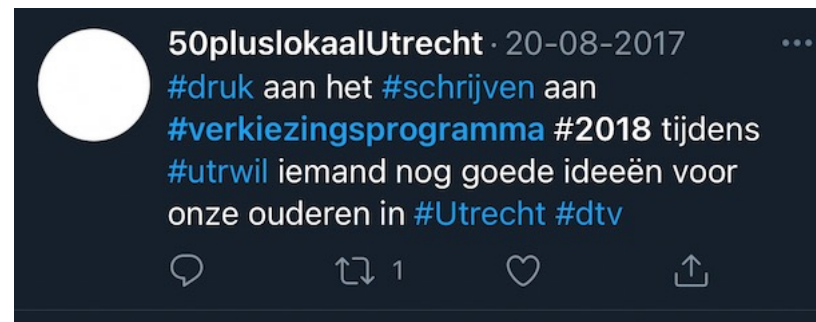 50pluslokaalUtrecht · 20-08-2017
#druk aan het #schrijven aan
#verkiezingsprogramma #2018 tijdens
#utrwil iemand nog goede ideeën voor
onze ouderen in #Utrecht #dtv
1